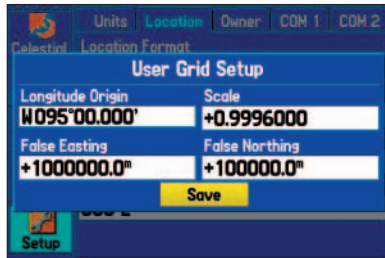 Units Location Owner COM 1 COM 2
Celestial Location Format
User Grid Setup
Longitude Origin Scale
W095°00.000' +0.9996000
False Easting False Northing
+1000000.0m +100000.0m
Save
Setup